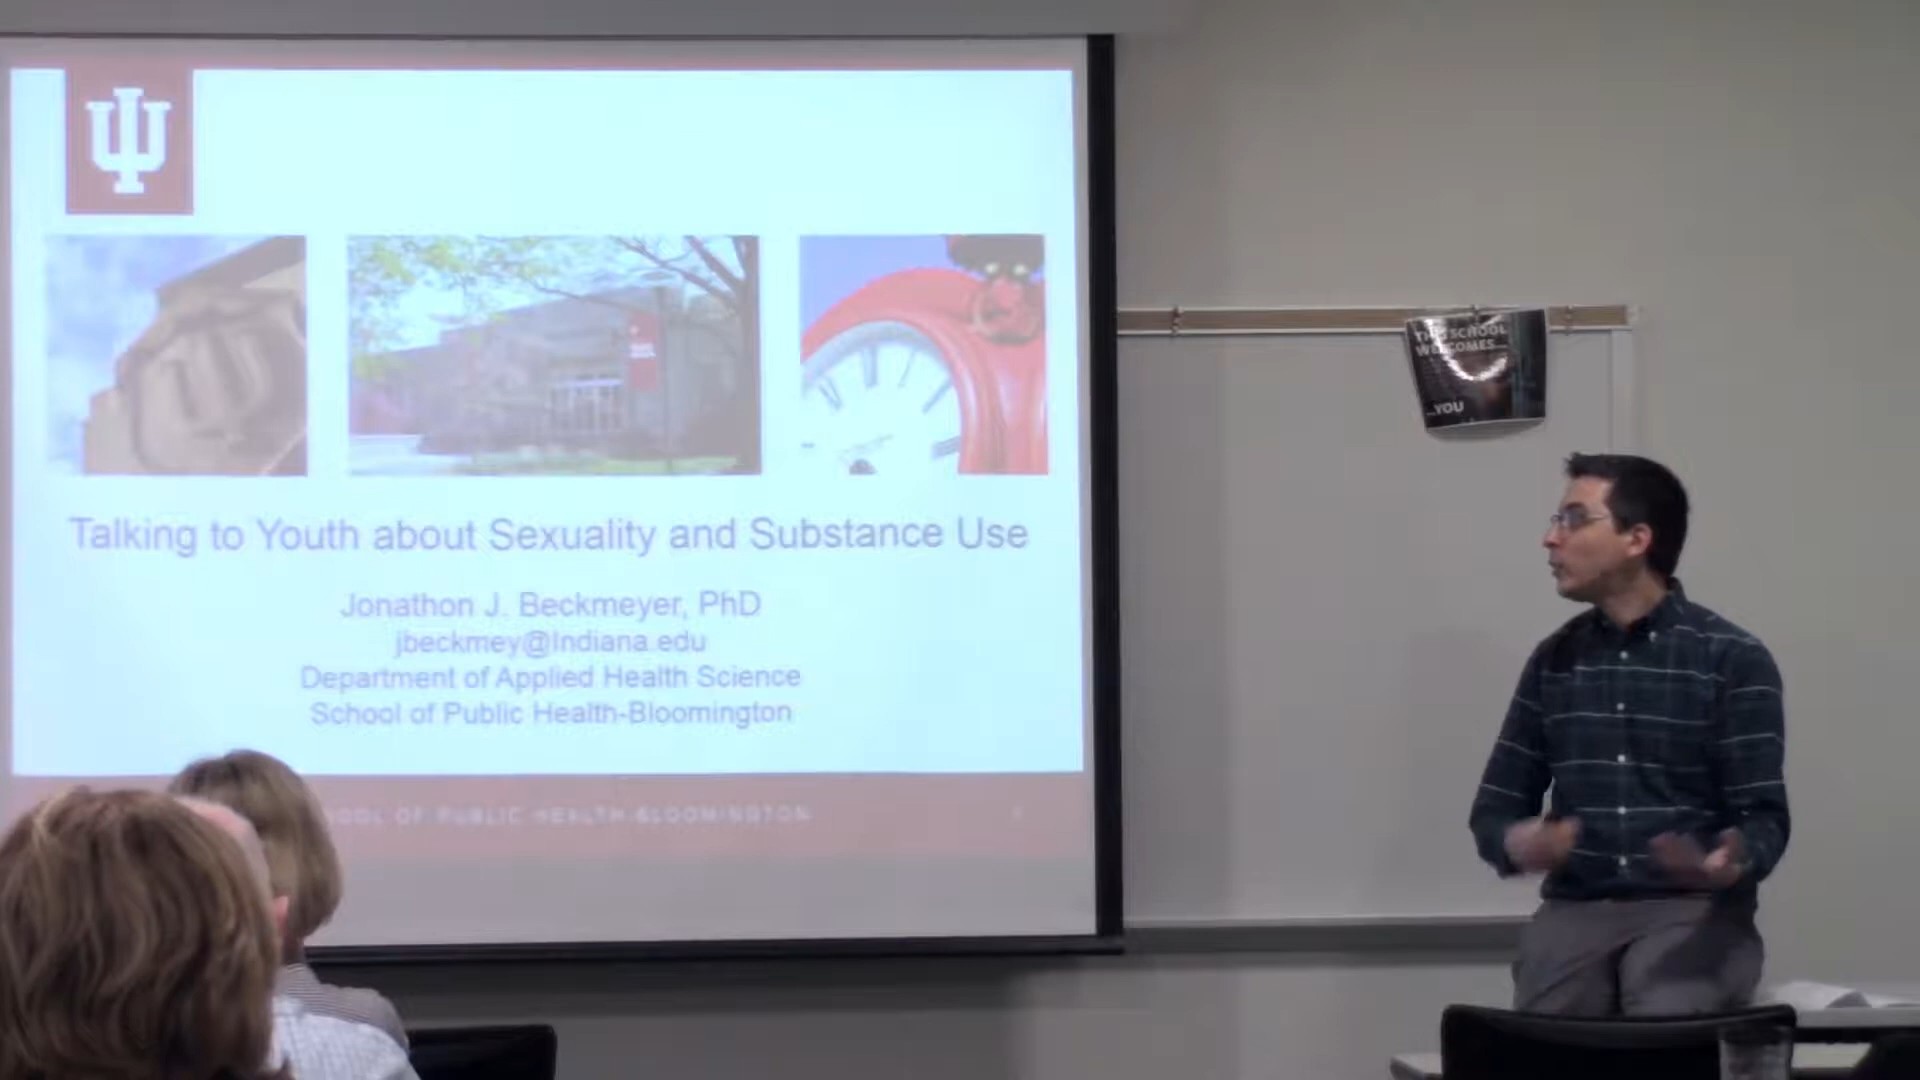 Talking to Youth about Sexuality and Substance Use
Jonathon J. Beckmeyer, PhD
jbeckmey@Indiana.edu
Department of Applied Health Science
School of Public Health-Bloomington
OF PUBLIC HEALTH-BLOOMINGTON
THIS SCHOOL
WELCOMES...
...YOU